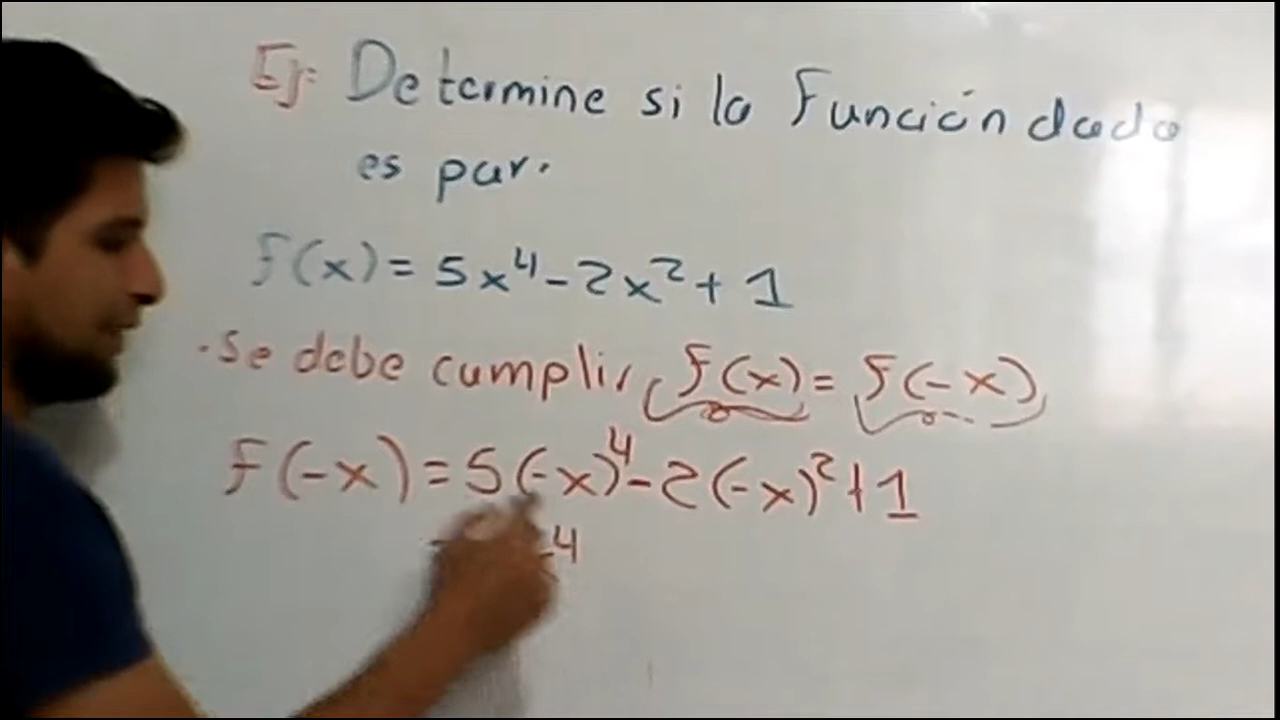 Ej: Determine si la Función dada
es par.
F(x) = 5x⁴ - 2x² + 1
· Se debe cumplir F(x) = F(-x)
F(-x) = 5(-x)⁴ - 2(-x)² + 1
4